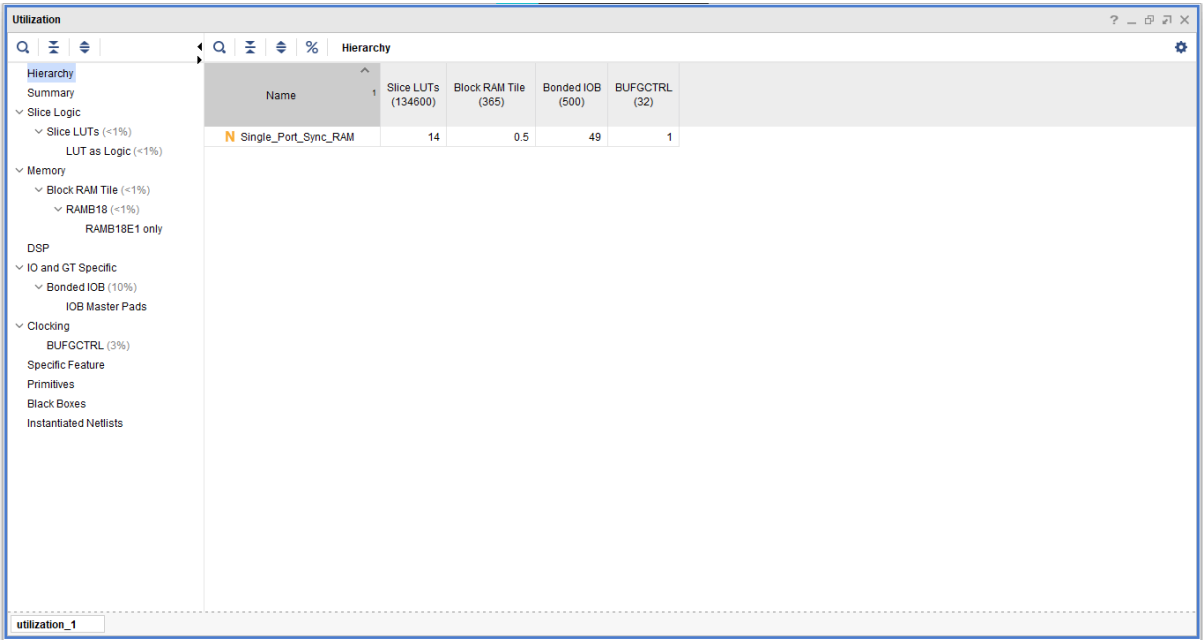 Utilization
Hierarchy
Summary
Slice Logic
Slice LUTs (<1%)
LUT as Logic (<1%)
Memory
Block RAM Tile (<1%)
RAMB18 (<1%)
RAMB18E1 only
DSP
IO and GT Specific
Bonded IOB (10%)
IOB Master Pads
Clocking
BUFGCTRL (3%)
Specific Feature
Primitives
Black Boxes
Instantiated Netlists
% Hierarchy
Name 1 Slice LUTs (134600) Block RAM Tile (365) Bonded IOB (500) BUFGCTRL (32)
N Single_Port_Sync_RAM 14 0.5 49 1
utilization_1